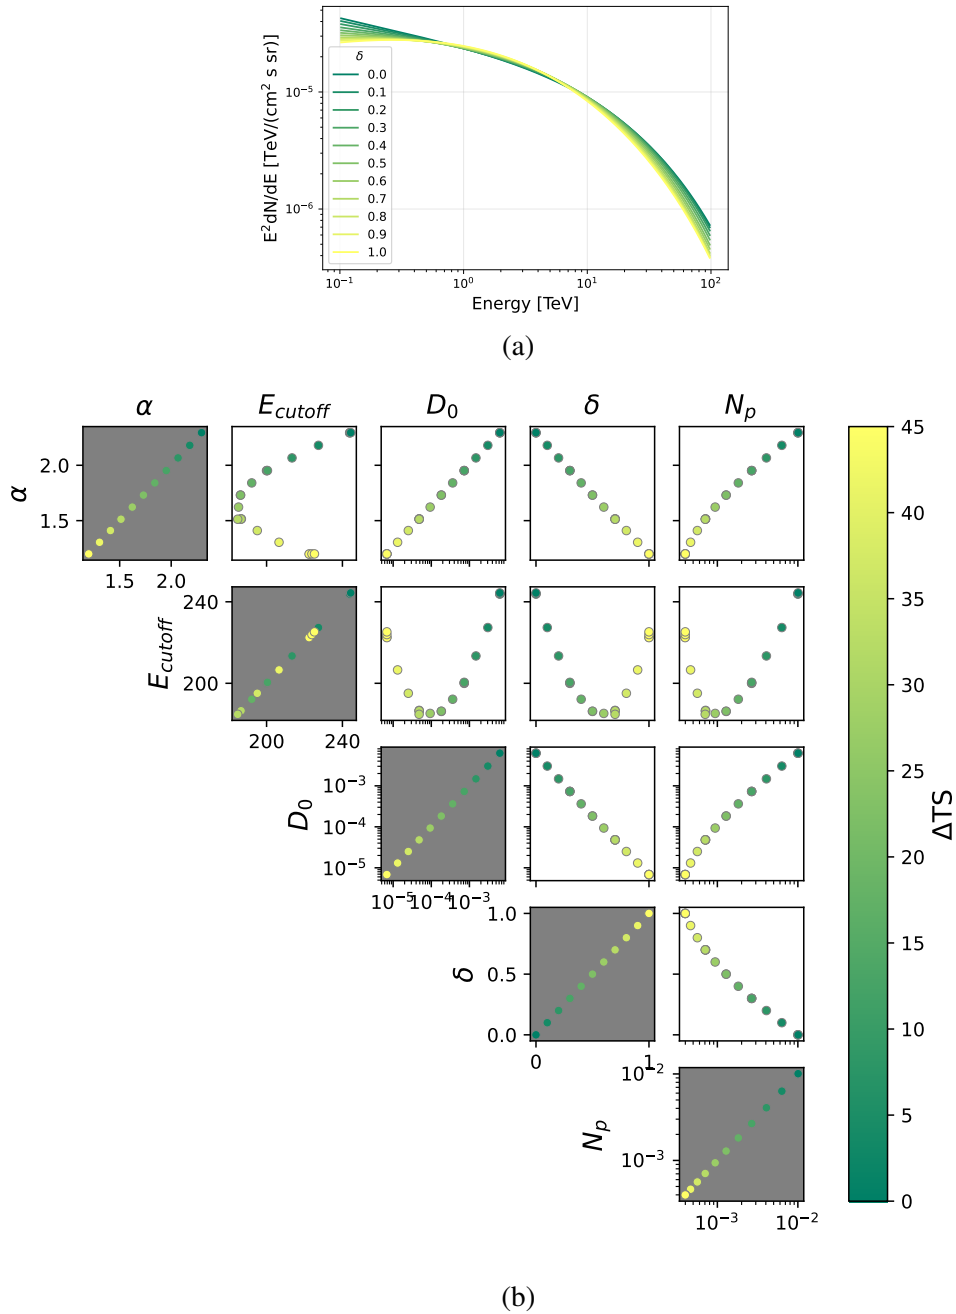 E²dN/dE [TeV/(cm² s sr)]
10⁻⁵
10⁻⁶
δ
0.0
0.1
0.2
0.3
0.4
0.5
0.6
0.7
0.8
0.9
1.0
10⁻¹ 10⁰ 10¹ 10² 
Energy [TeV]
(a)
α E_cutoff D₀ δ N_p
α
2.0
1.5
1.5 2.0
E_cutoff
240
200
200 240
D₀
10⁻³
10⁻⁴
10⁻⁵
10⁻⁵ 10⁻⁴ 10⁻³
δ
1.0
0.5
0.0
0 1
N_p
10⁻²
10⁻³
10⁻³ 10⁻²
45
40
35
30
25
20
15
10
5
0
ΔTS
(b)